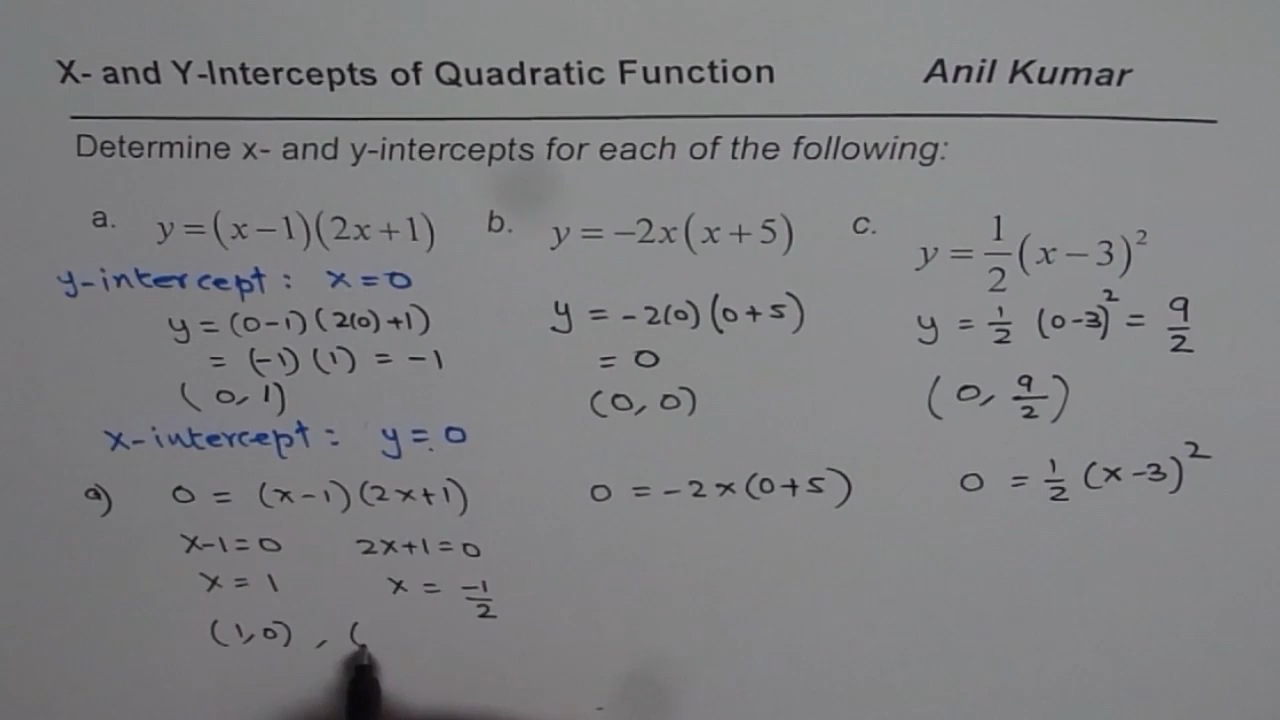 X- and Y-Intercepts of Quadratic Function Anil Kumar
Determine x- and y-intercepts for each of the following:
a. y=(x−1)(2x+1) b. y=−2x(x+5) c. y=1/2(x−3)²
y-intercept: x=0
y=(0-1)(2(0)+1) y = -2(0)(0+5) y = 1/2 (0-3)² = 9/2
= (-1)(1) = -1 = 0
(0,1) (0,0) (0, 9/2)
x-intercept: y=0
a) 0 = (x-1)(2x+1) 0 = -2x(0+5) 0 = 1/2 (x-3)²
x-1=0 2x+1=0
x=1 x = -1/2
(1,0), (